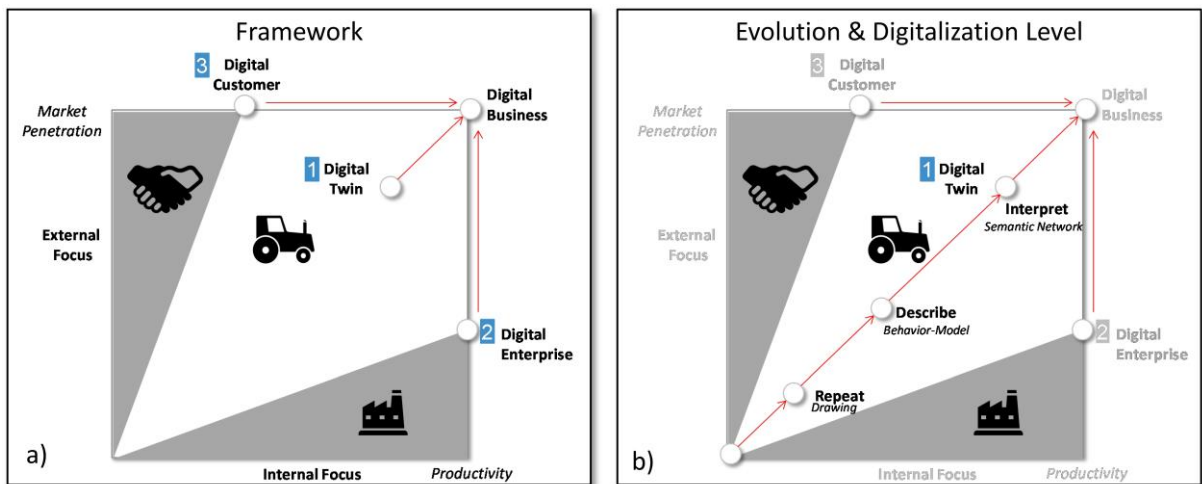 Framework
3 Digital
Customer
Market
Penetration
Digital
Business
1 Digital
Twin
External
Focus
2 Digital
Enterprise
a)
Internal Focus
Productivity
Evolution & Digitalization Level
3 Digital
Customer
Market
Penetration
Digital
Business
1 Digital
Twin
Interpret
Semantic Network
External
Focus
Describe
Behavior-Model
2 Digital
Enterprise
Repeat
Drawing
b)
Internal Focus
Productivity